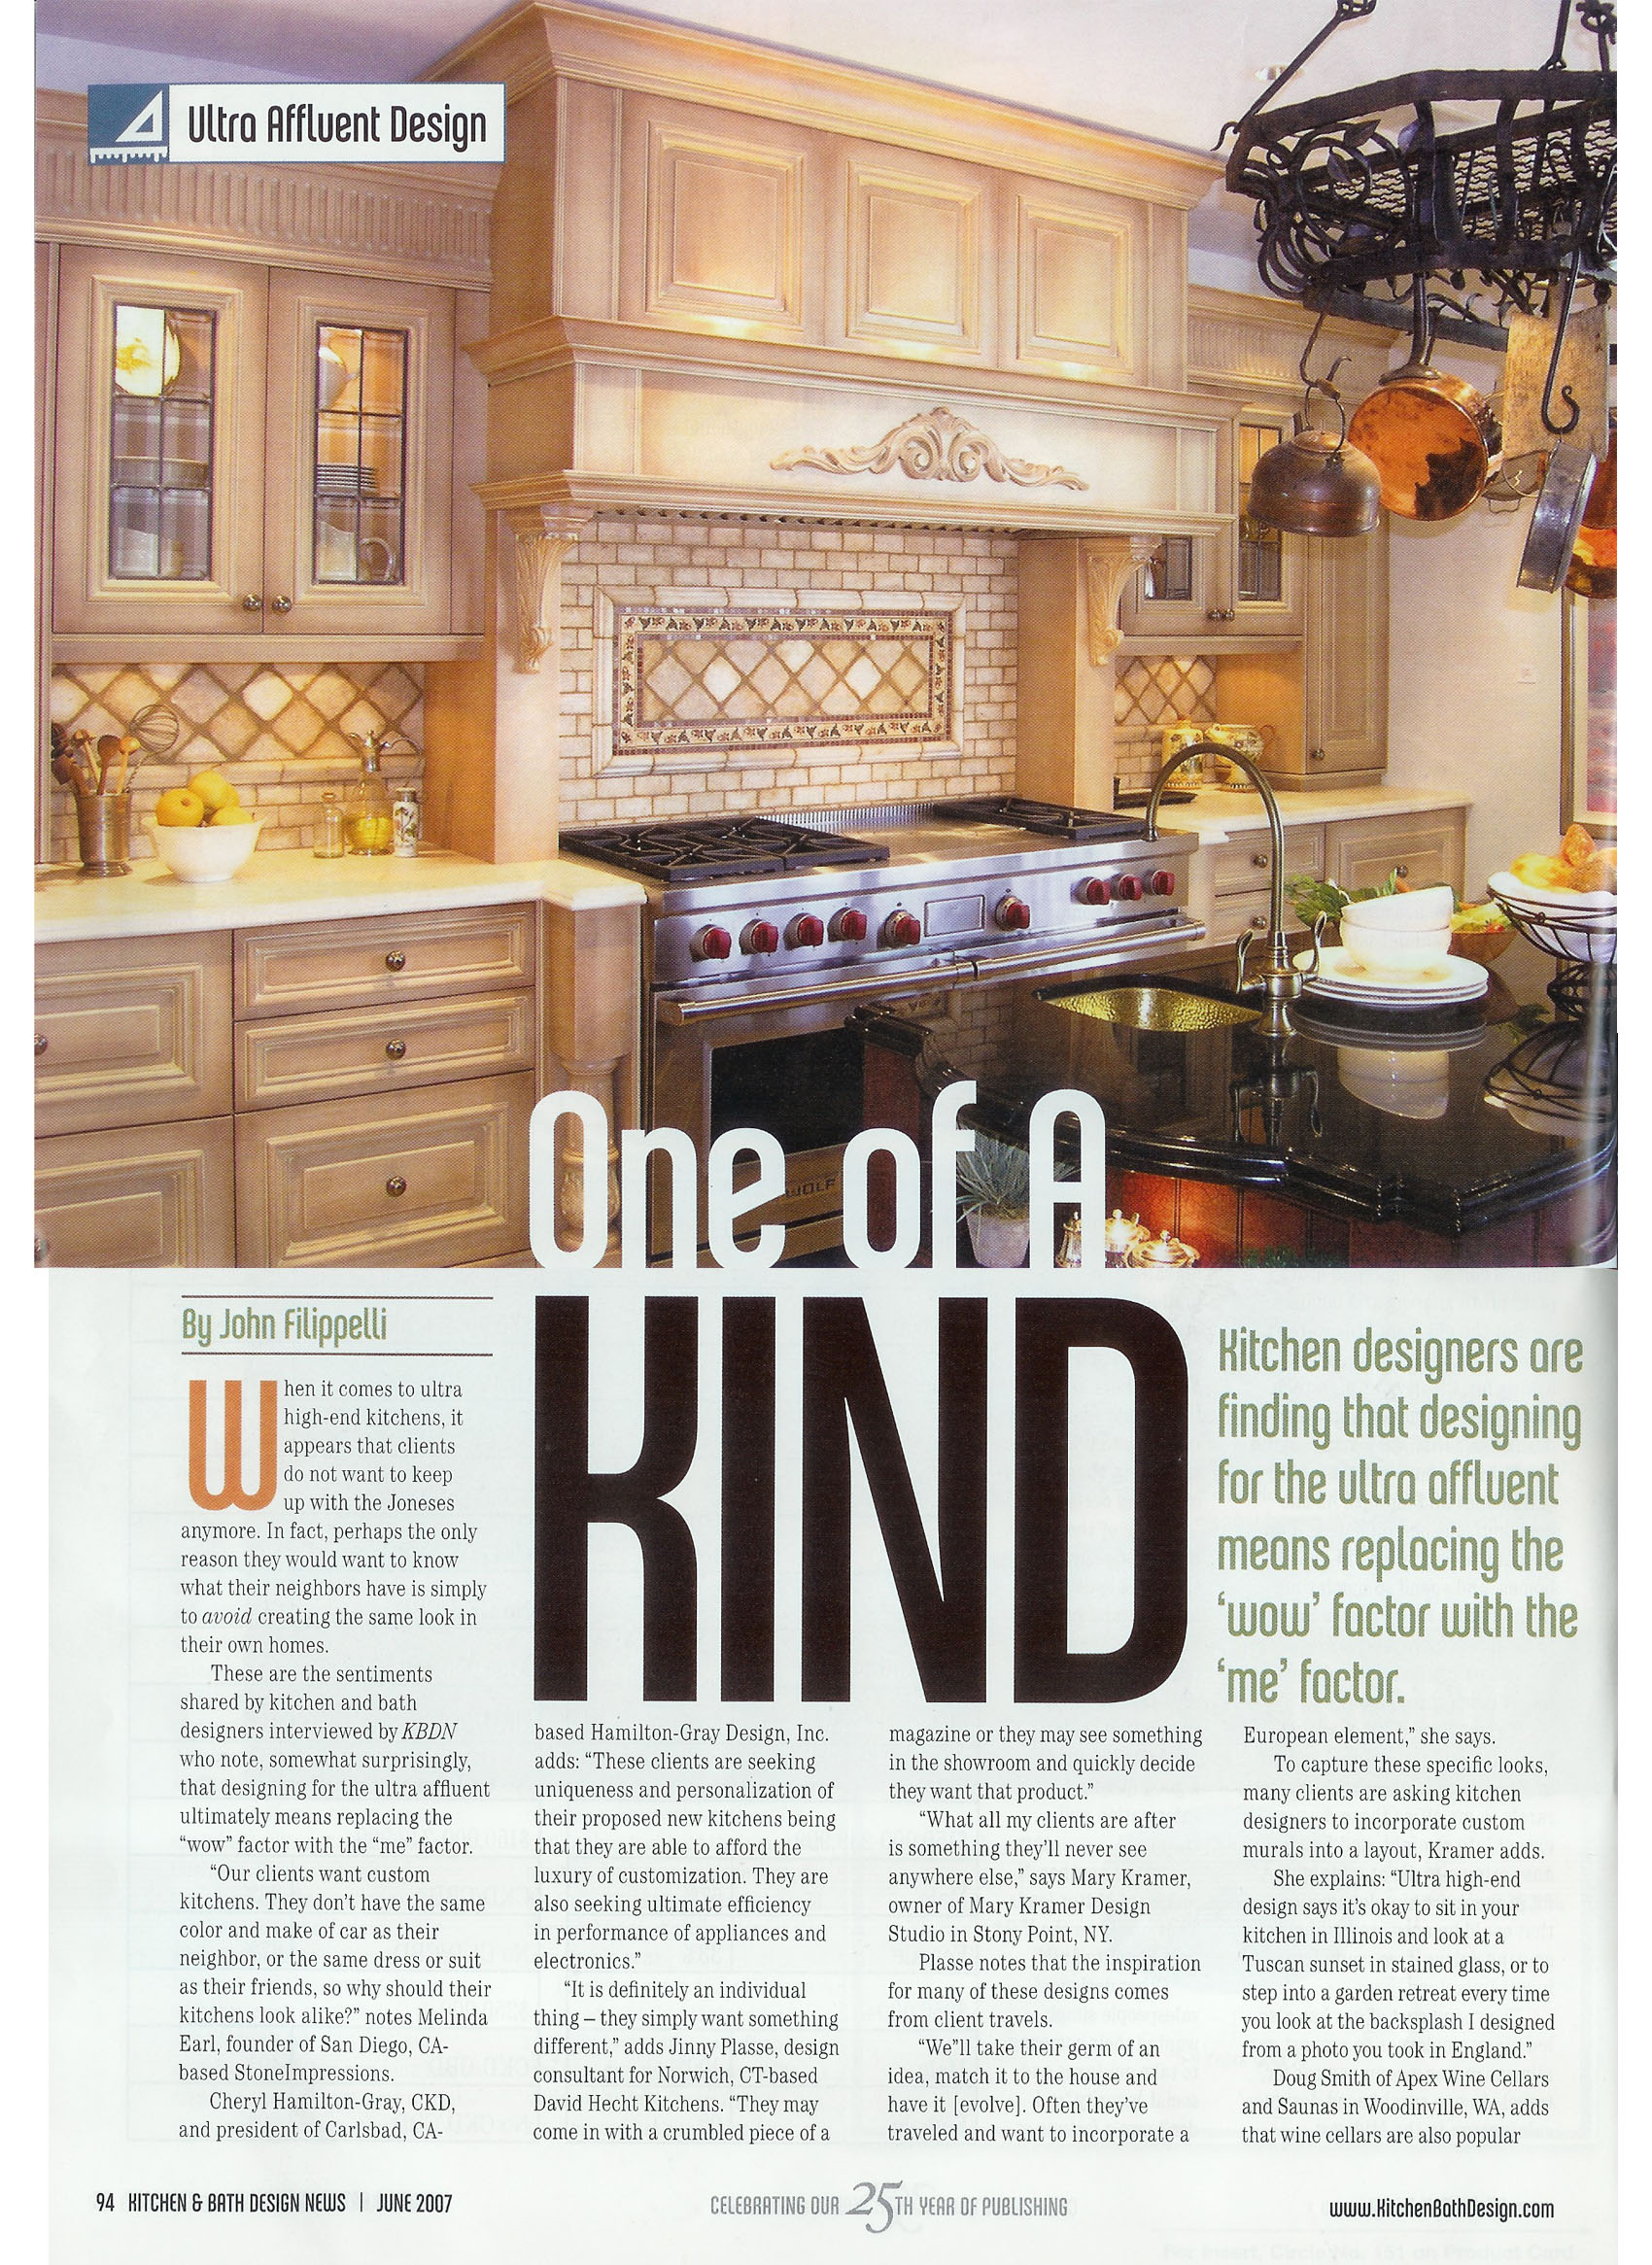 Ultra Affluent Design
WOLF
One of A
KIND
By John Filippelli
Kitchen designers are
finding that designing
for the ultra affluent
means replacing the
‘wow’ factor with the
‘me’ factor.
When it comes to ultra
high-end kitchens, it
appears that clients
do not want to keep
up with the Joneses
anymore. In fact, perhaps the only
reason they would want to know
what their neighbors have is simply
to avoid creating the same look in
their own homes.
These are the sentiments
shared by kitchen and bath
designers interviewed by KBDN
who note, somewhat surprisingly,
that designing for the ultra affluent
ultimately means replacing the
“wow” factor with the “me” factor.
“Our clients want custom
kitchens. They don’t have the same
color and make of car as their
neighbor, or the same dress or suit
as their friends, so why should their
kitchens look alike?” notes Melinda
Earl, founder of San Diego, CA-
based StoneImpressions.
Cheryl Hamilton-Gray, CKD,
and president of Carlsbad, CA-
based Hamilton-Gray Design, Inc.
adds: “These clients are seeking
uniqueness and personalization of
their proposed new kitchens being
that they are able to afford the
luxury of customization. They are
also seeking ultimate efficiency
in performance of appliances and
electronics.”
“It is definitely an individual
thing – they simply want something
different,” adds Jinny Plasse, design
consultant for Norwich, CT-based
David Hecht Kitchens. “They may
come in with a crumbled piece of a
magazine or they may see something
in the showroom and quickly decide
they want that product.”
“What all my clients are after
is something they’ll never see
anywhere else,” says Mary Kramer,
owner of Mary Kramer Design
Studio in Stony Point, NY.
Plasse notes that the inspiration
for many of these designs comes
from client travels.
“We”ll take their germ of an
idea, match it to the house and
have it [evolve]. Often they’ve
traveled and want to incorporate a
European element,” she says.
To capture these specific looks,
many clients are asking kitchen
designers to incorporate custom
murals into a layout, Kramer adds.
She explains: “Ultra high-end
design says it’s okay to sit in your
kitchen in Illinois and look at a
Tuscan sunset in stained glass, or to
step into a garden retreat every time
you look at the backsplash I designed
from a photo you took in England.”
Doug Smith of Apex Wine Cellars
and Saunas in Woodinville, WA, adds
that wine cellars are also popular
94 KITCHEN & BATH DESIGN NEWS | JUNE 2007
CELEBRATING OUR 25TH YEAR OF PUBLISHING
www.KitchenBathDesign.com